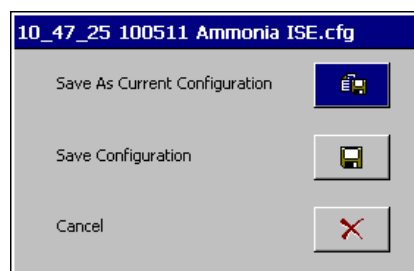 10_47_25 100511 Ammonia ISE.cfg
Save As Current Configuration
Save Configuration
Cancel